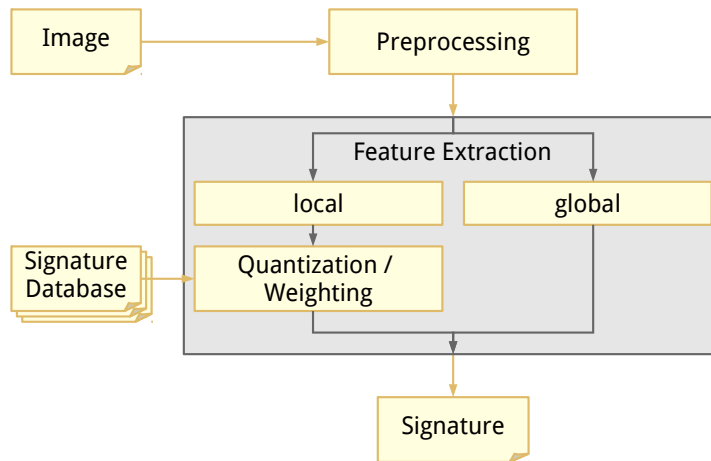 Image
Preprocessing
Feature Extraction
local
global
Signature
Database
Quantization /
Weighting
Signature